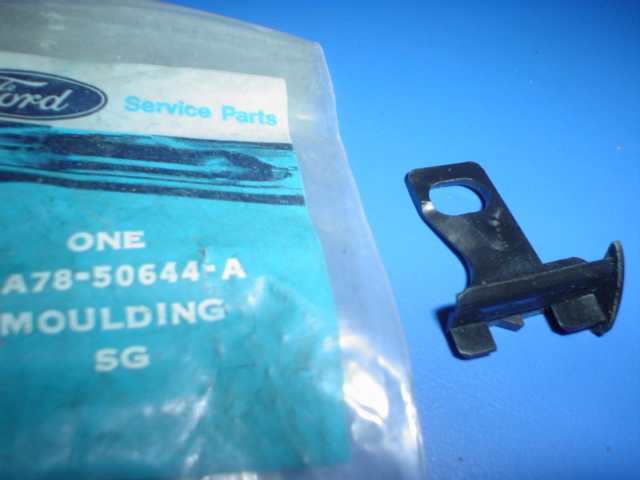 Ford
Service Parts
ONE
A78-50644-A
MOULDING
SG